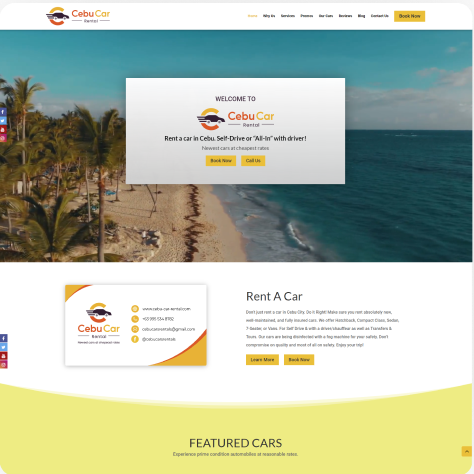 Cebu Car
Rental
Home Why Us Services Promos Our Cars Reviews Blog Contact Us Book Now
WELCOME TO
Cebu Car
Rental
Rent a car in Cebu. Self-Drive or "All-In" with driver!
Newest cars at cheapest rates
Book Now Call Us
Cebu Car
Rental
Newest cars at cheapest rates
www.cebu-car-rental.com
cebucarsrentals@gmail.com
@cebucarrentals
Rent A Car
Don't just rent a car in Cebu City. Do it Right! Make sure you rent absolutely new,
well-maintained, and fully insured cars. We offer Hatchback, Compact Class, Sedan,
7-Seater, or Vans. For Self Drive & with a driver/chauffeur as well as Transfers &
Tours. Our cars are being disinfected with a fog machine for your safety. Don't
compromise on quality and most of all on safety. Enjoy your trip!
Learn More Book Now
FEATURED CARS
Experience prime condition automobiles at reasonable rates.